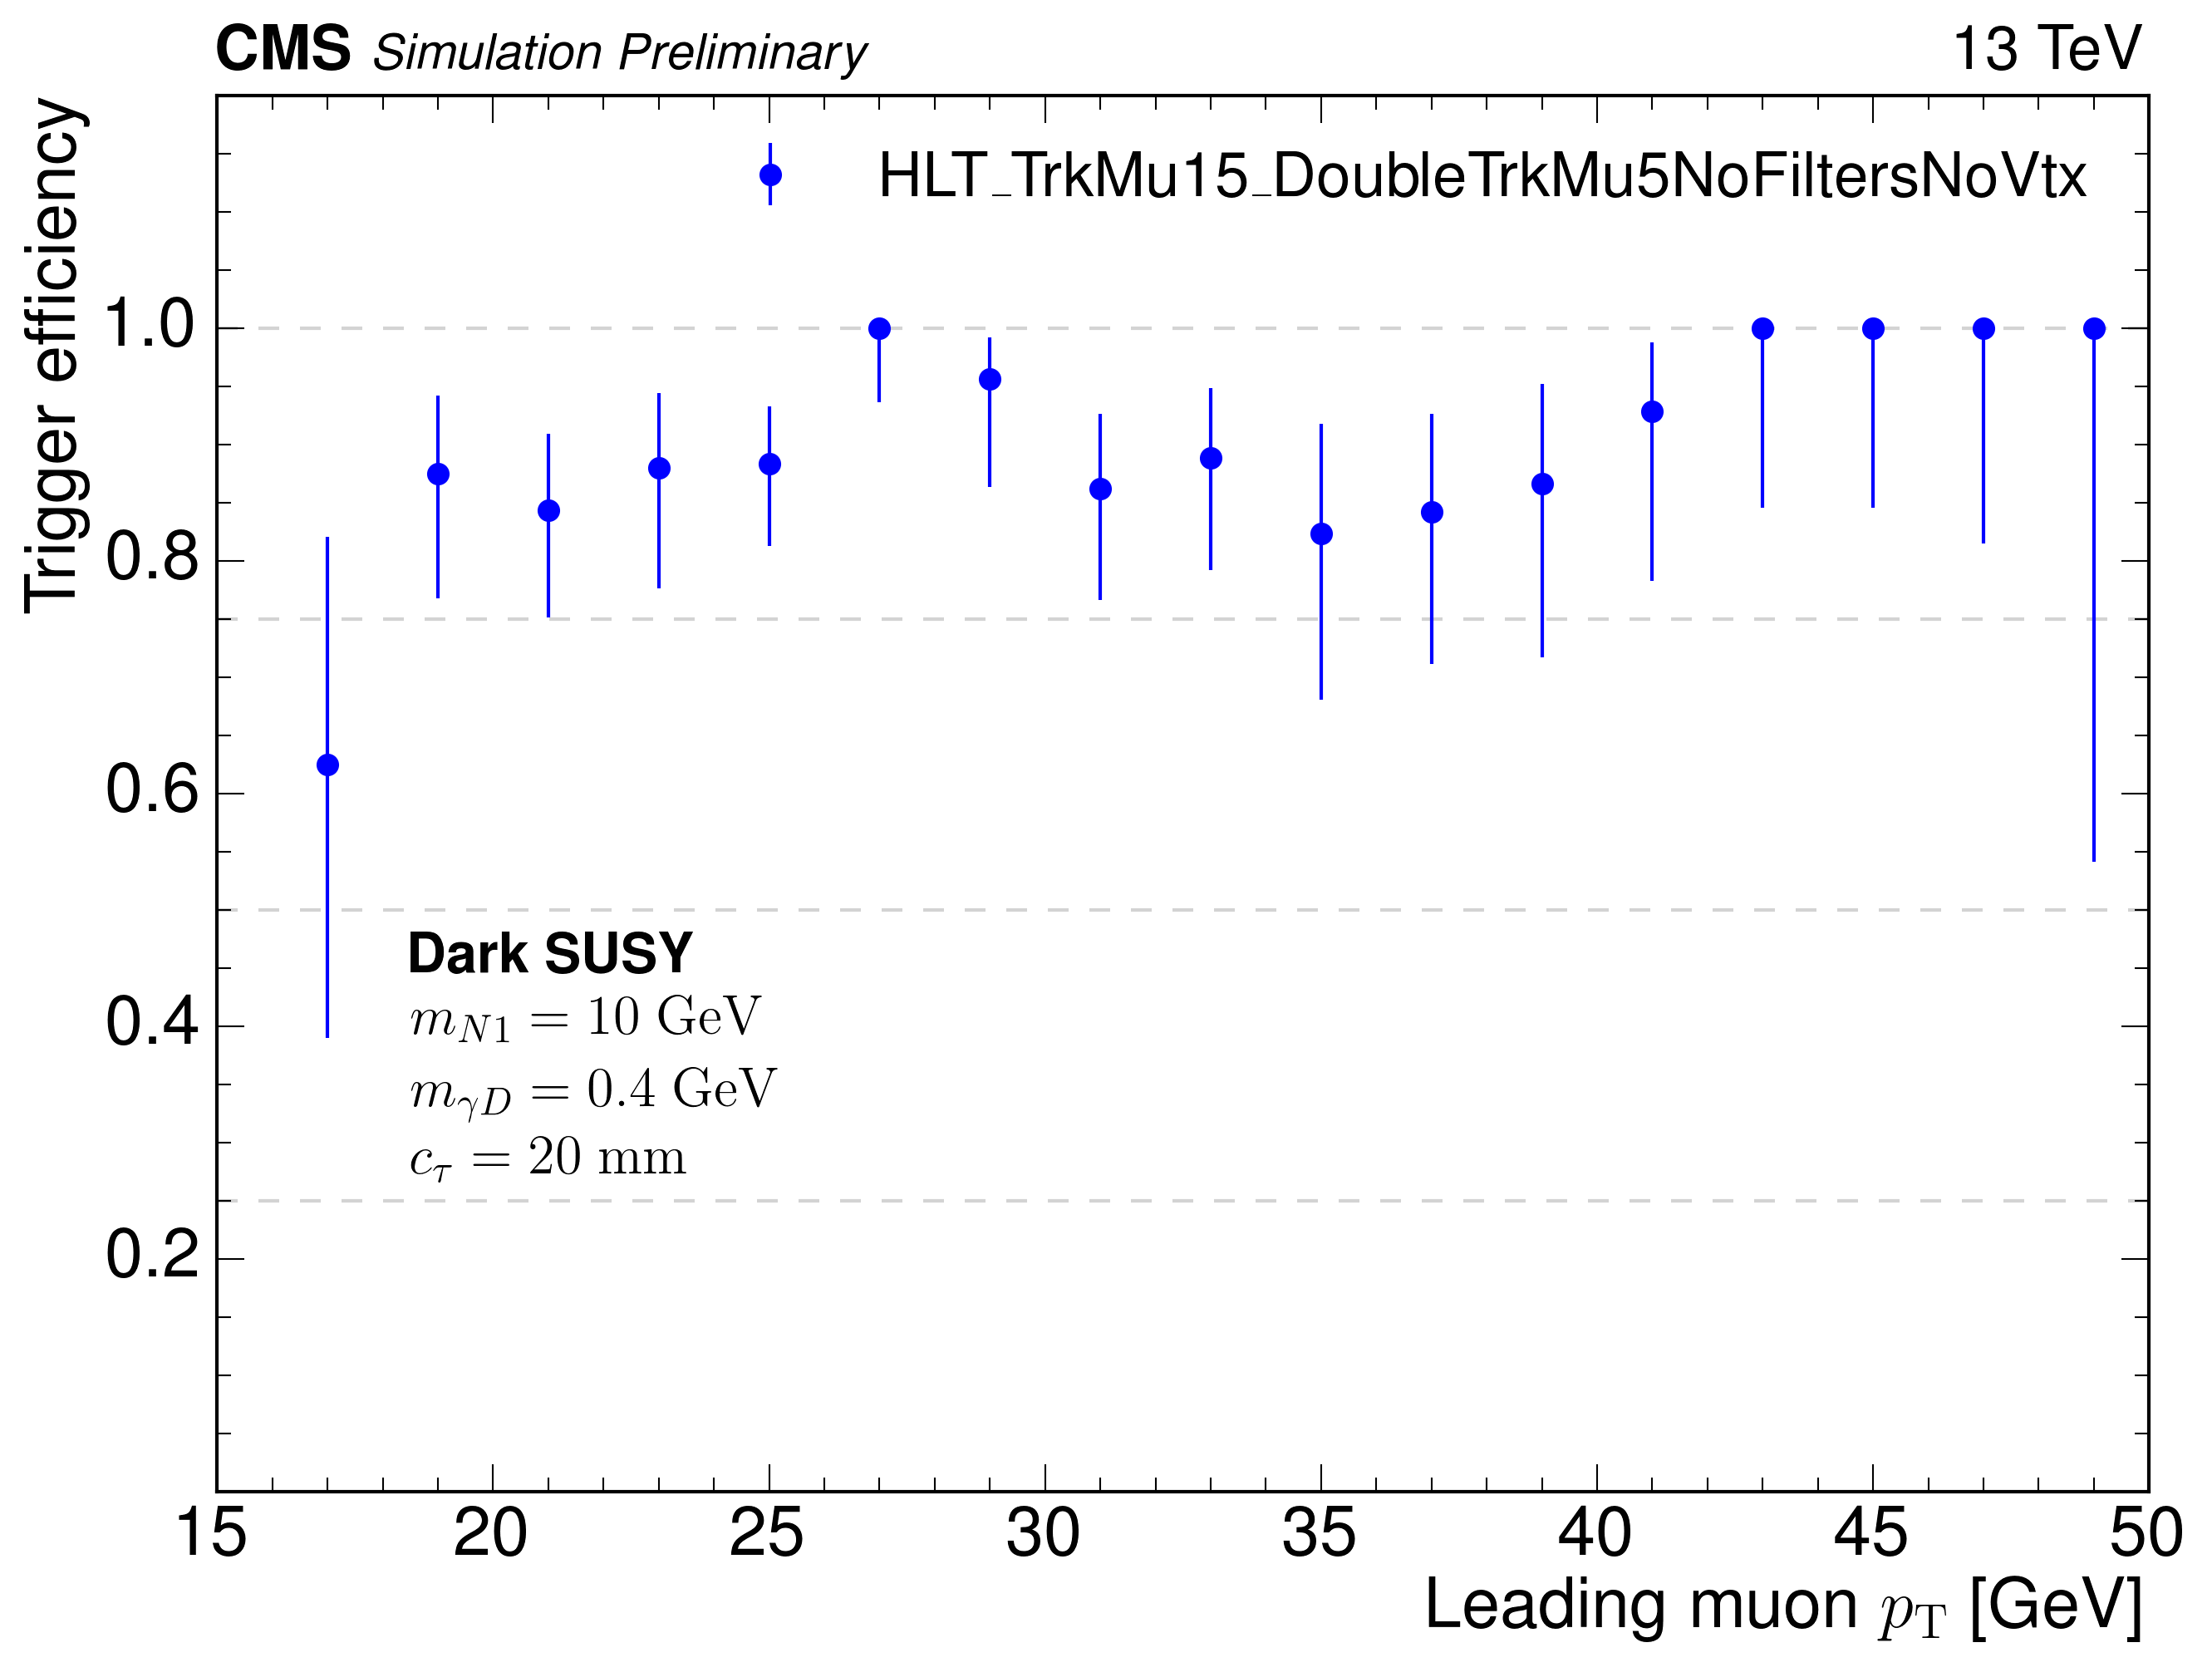 CMS Simulation Preliminary 13 TeV
HLT_TrkMu15_DoubleTrkMu5NoFiltersNoVtx
Trigger efficiency
1.0
0.8
0.6
0.4
0.2
Dark SUSY
m_{N1} = 10 GeV
m_{γD} = 0.4 GeV
c_τ = 20 mm
15 20 25 30 35 40 45 50
Leading muon p_T [GeV]